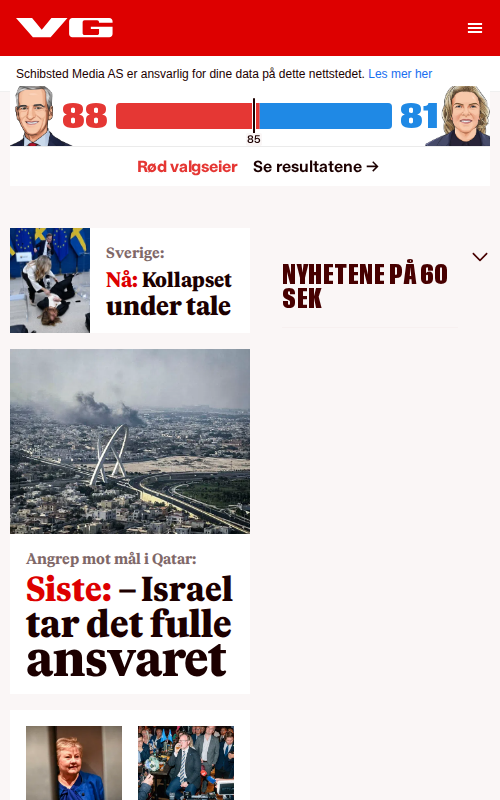 VG
Schibsted Media AS er ansvarlig for dine data på dette nettstedet. Les mer her
88
81
85
Rød valgseier Se resultatene →
Sverige:
Nå: Kollapset
under tale
NYHETENE PÅ 60
SEK
Angrep mot mål i Qatar:
Siste: – Israel
tar det fulle
ansvaret